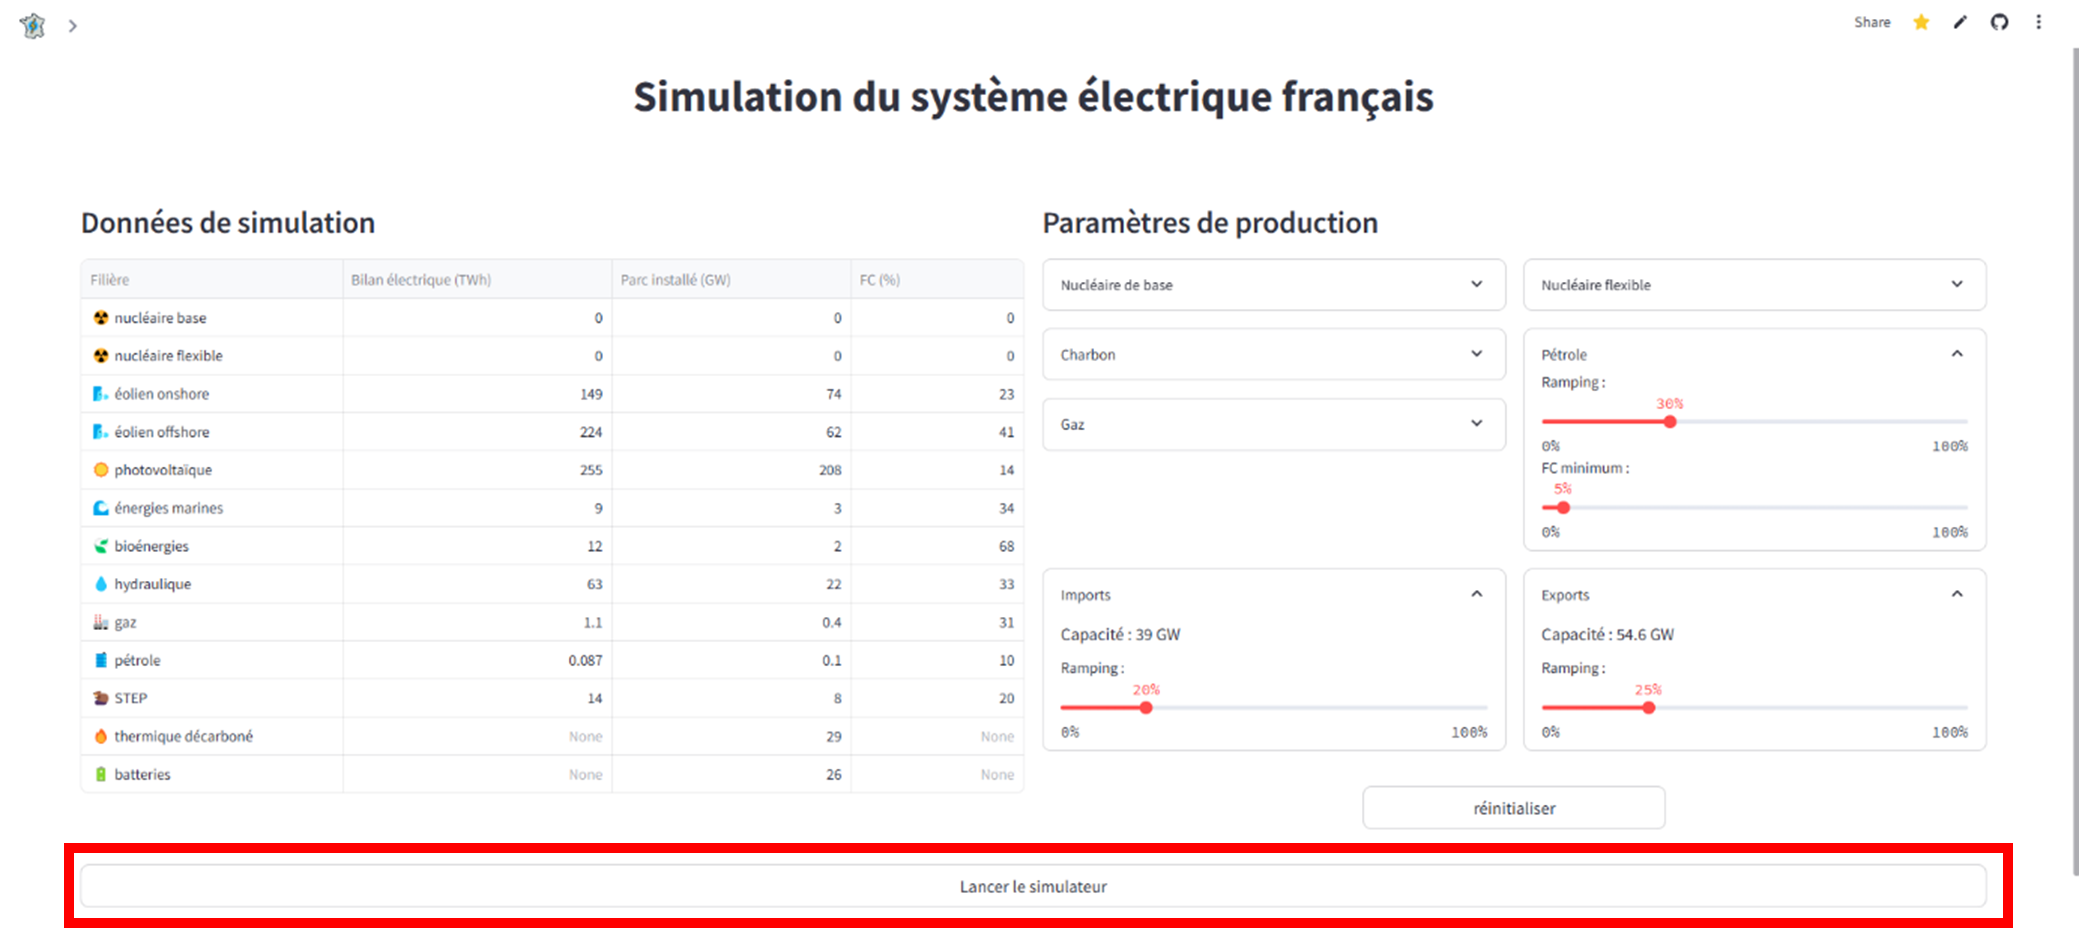 Share
Simulation du système électrique français
Données de simulation
Filière Bilan électrique (TWh) Parc installé (GW) FC (%)
nucléaire base 0 0 0
nucléaire flexible 0 0 0
éolien onshore 149 74 23
éolien offshore 224 62 41
photovoltaïque 255 208 14
énergies marines 9 3 34
bioénergies 12 2 68
hydraulique 63 22 33
gaz 1.1 0.4 31
pétrole 0.087 0.1 10
STEP 14 8 20
thermique décarboné None 29 None
batteries None 26 None
Paramètres de production
Nucléaire de base
Nucléaire flexible
Charbon
Gaz
Pétrole
Ramping :
30%
0% 100%
FC minimum :
5%
0% 100%
Imports
Capacité : 39 GW
Ramping :
20%
0% 100%
Exports
Capacité : 54.6 GW
Ramping :
25%
0% 100%
réinitialiser
Lancer le simulateur